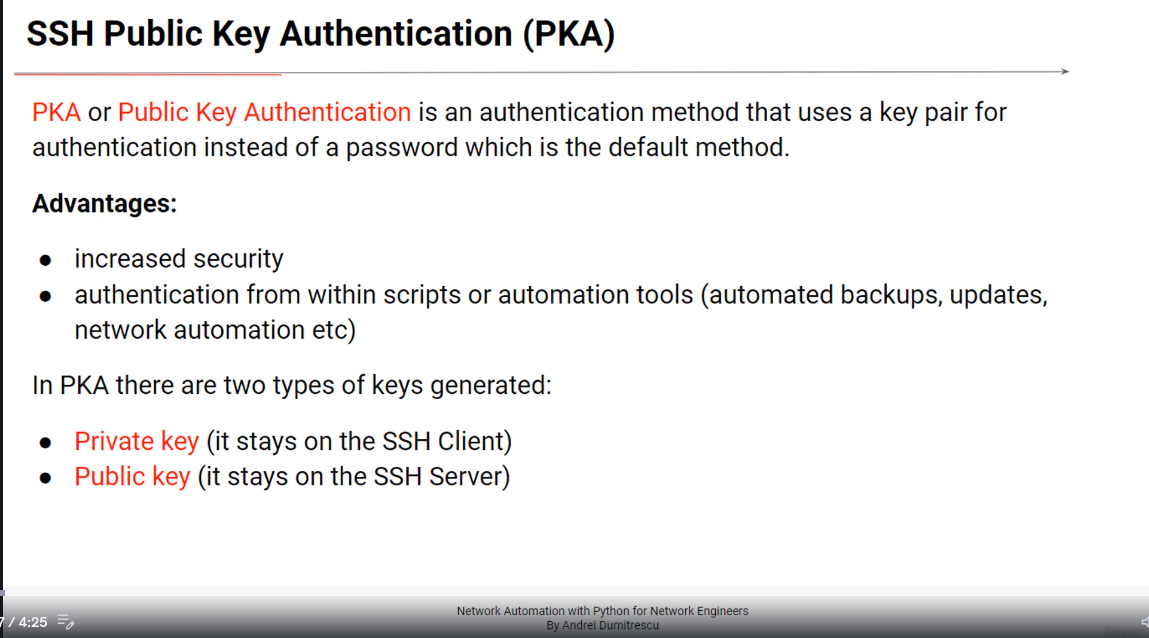 SSH Public Key Authentication (PKA)
PKA or Public Key Authentication is an authentication method that uses a key pair for
authentication instead of a password which is the default method.
Advantages:
● increased security
● authentication from within scripts or automation tools (automated backups, updates,
network automation etc)
In PKA there are two types of keys generated:
● Private key (it stays on the SSH Client)
● Public key (it stays on the SSH Server)
Network Automation with Python for Network Engineers
By Andrei Dumitrescu
/ 4:25